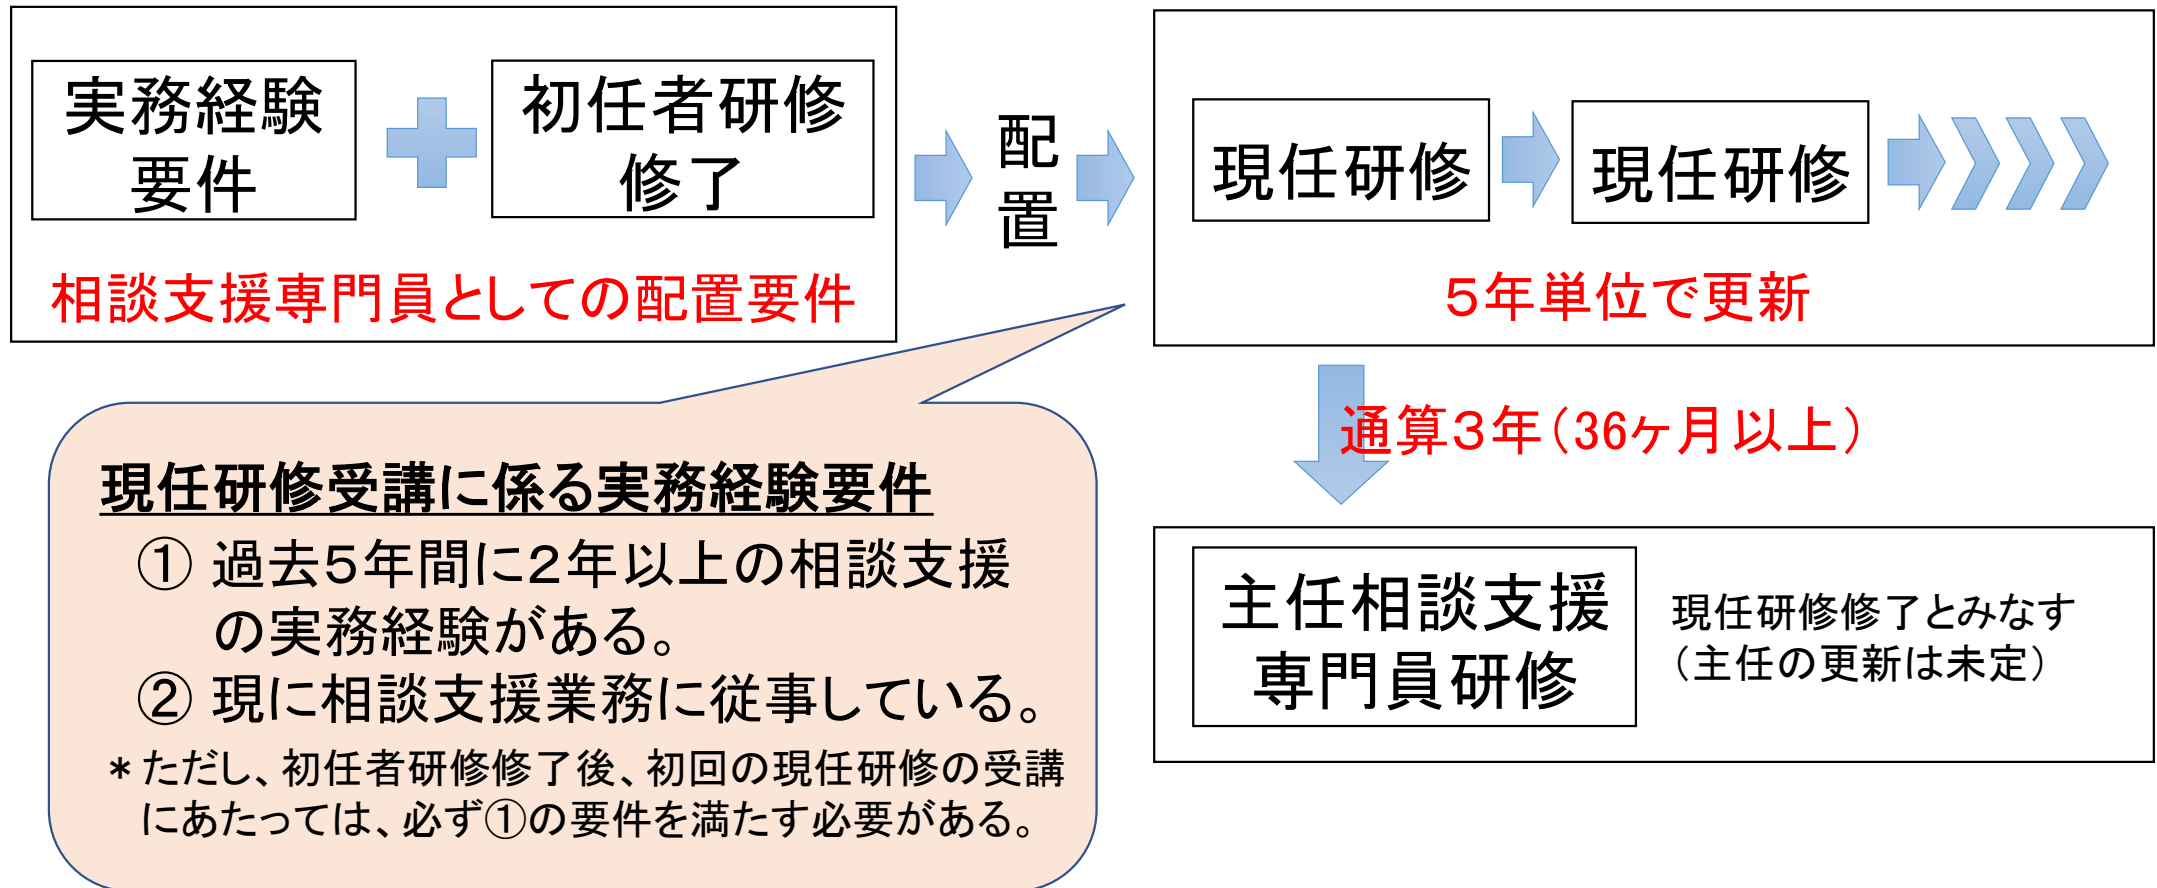 実務経験
要件
初任者研修
修了
相談支援専門員としての配置要件
配
置
現任研修
現任研修
５年単位で更新
通算３年（36ヶ月以上）
現任研修受講に係る実務経験要件
① 過去５年間に２年以上の相談支援
の実務経験がある。
② 現に相談支援業務に従事している。
* ただし、初任者研修修了後、初回の現任研修の受講
にあたっては、必ず①の要件を満たす必要がある。
主任相談支援
専門員研修
現任研修修了とみなす
（主任の更新は未定）